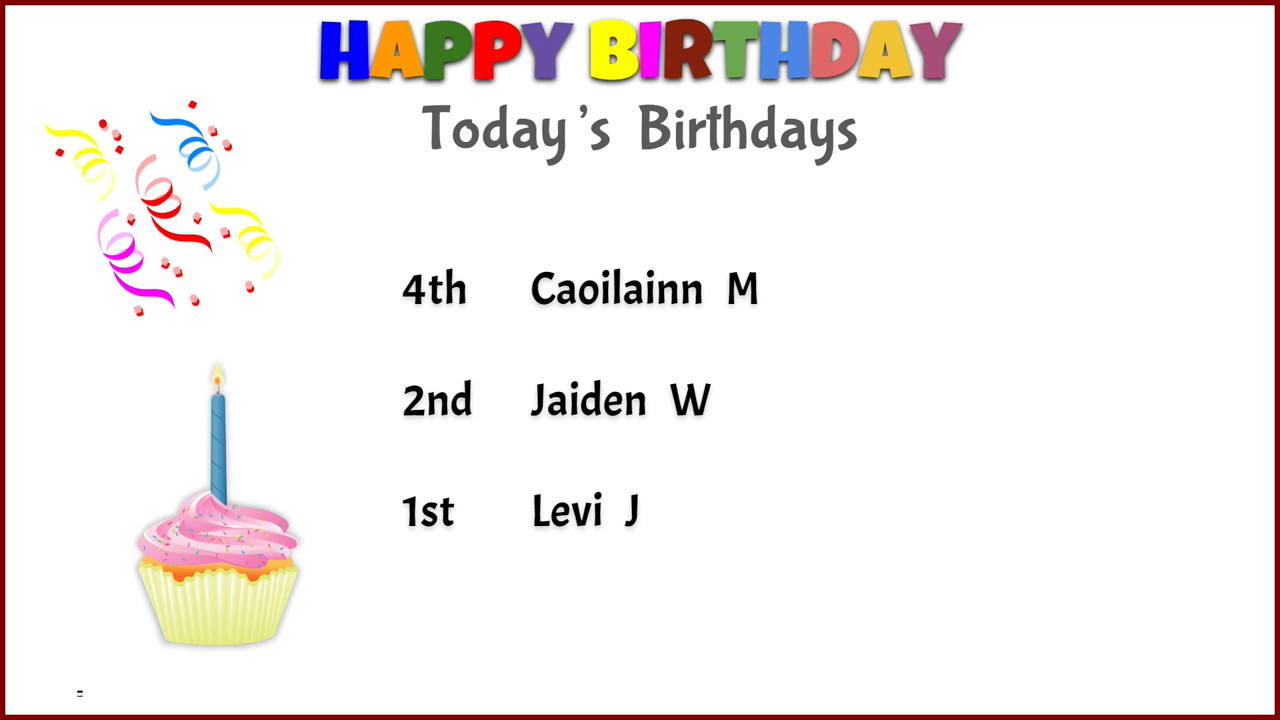 HAPPY BIRTHDAY
Today's Birthdays
4th Caoilainn M
2nd Jaiden W
1st Levi J